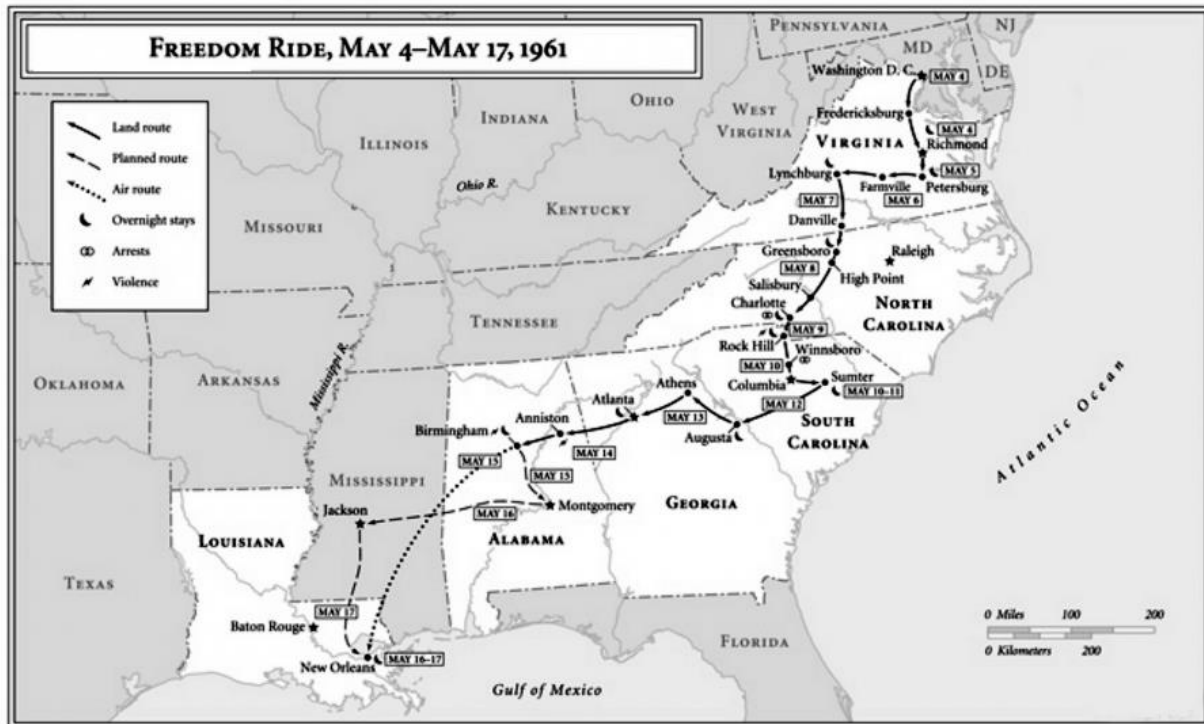 FREEDOM RIDE, MAY 4–MAY 17, 1961
Land route
Planned route
Air route
Overnight stays
Arrests
Violence
PENNSYLVANIA
NJ
MD
DE
OHIO
WEST
VIRGINIA
INDIANA
ILLINOIS
Ohio R.
KENTUCKY
MISSOURI
TENNESSEE
OKLAHOMA
ARKANSAS
Mississippi R.
MISSISSIPPI
TEXAS
LOUISIANA
ALABAMA
GEORGIA
FLORIDA
SOUTH
CAROLINA
NORTH
CAROLINA
VIRGINIA
Washington D. C.
MAY 4
Fredericksburg
MAY 4
Richmond
MAY 5
Petersburg
Farmville
MAY 6
Lynchburg
MAY 7
Danville
Greensboro
Raleigh
MAY 8
High Point
Salisbury
Charlotte
MAY 9
Rock Hill
Winnsboro
MAY 10
Columbia
Sumter
MAY 10–11
MAY 12
Augusta
Athens
MAY 13
Atlanta
Anniston
MAY 14
Birmingham
MAY 15
MAY 15
Montgomery
MAY 16
Jackson
MAY 17
Baton Rouge
New Orleans
MAY 16–17
Gulf of Mexico
Atlantic Ocean
0 Miles 100 200
0 Kilometers 200